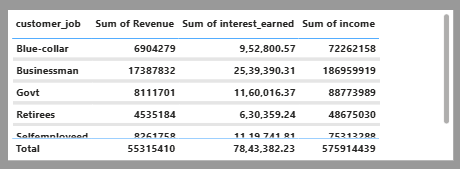 customer_job Sum of Revenue Sum of interest_earned Sum of income
Blue-collar 6904279 9,52,800.57 72262158
Businessman 17387832 25,39,390.31 186959919
Govt 8111701 11,60,016.37 88773989
Retirees 4535184 6,30,359.24 48675030
Selfemployeed 8261758 11,19,741.81 75313288
Total 55315410 78,43,382.23 575914439